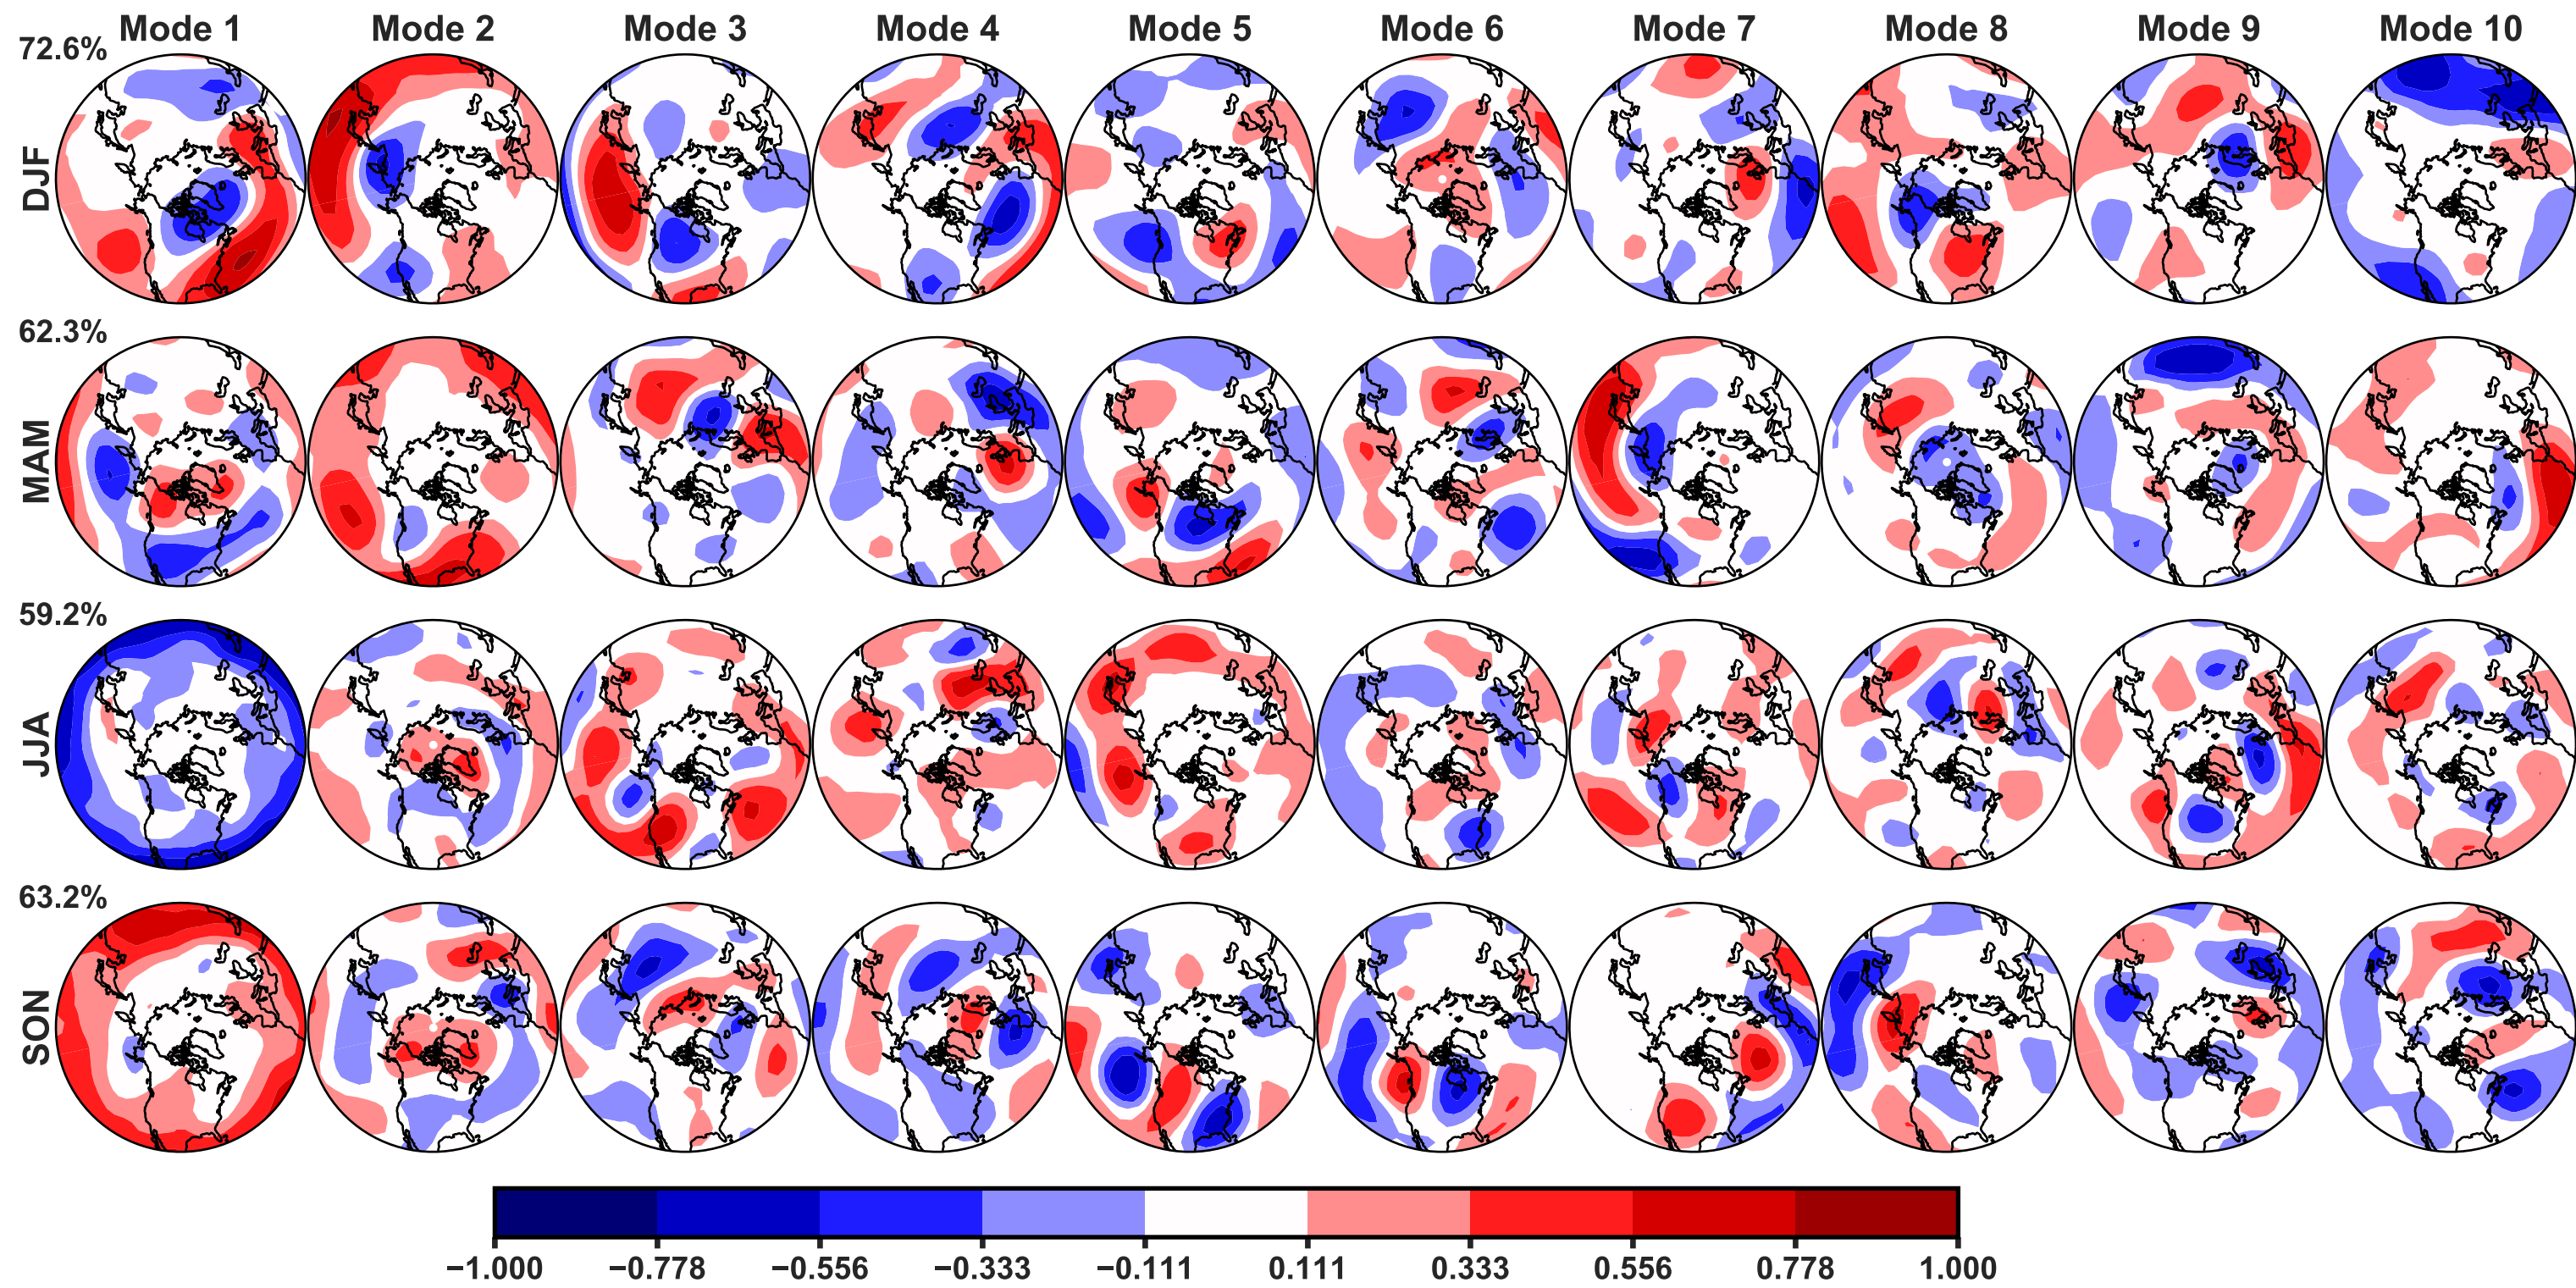 Mode 1 Mode 2 Mode 3 Mode 4 Mode 5 Mode 6 Mode 7 Mode 8 Mode 9 Mode 10
72.6%
DJF
62.3%
MAM
59.2%
JJA
63.2%
SON
−1.000 −0.778 −0.556 −0.333 −0.111 0.111 0.333 0.556 0.778 1.000